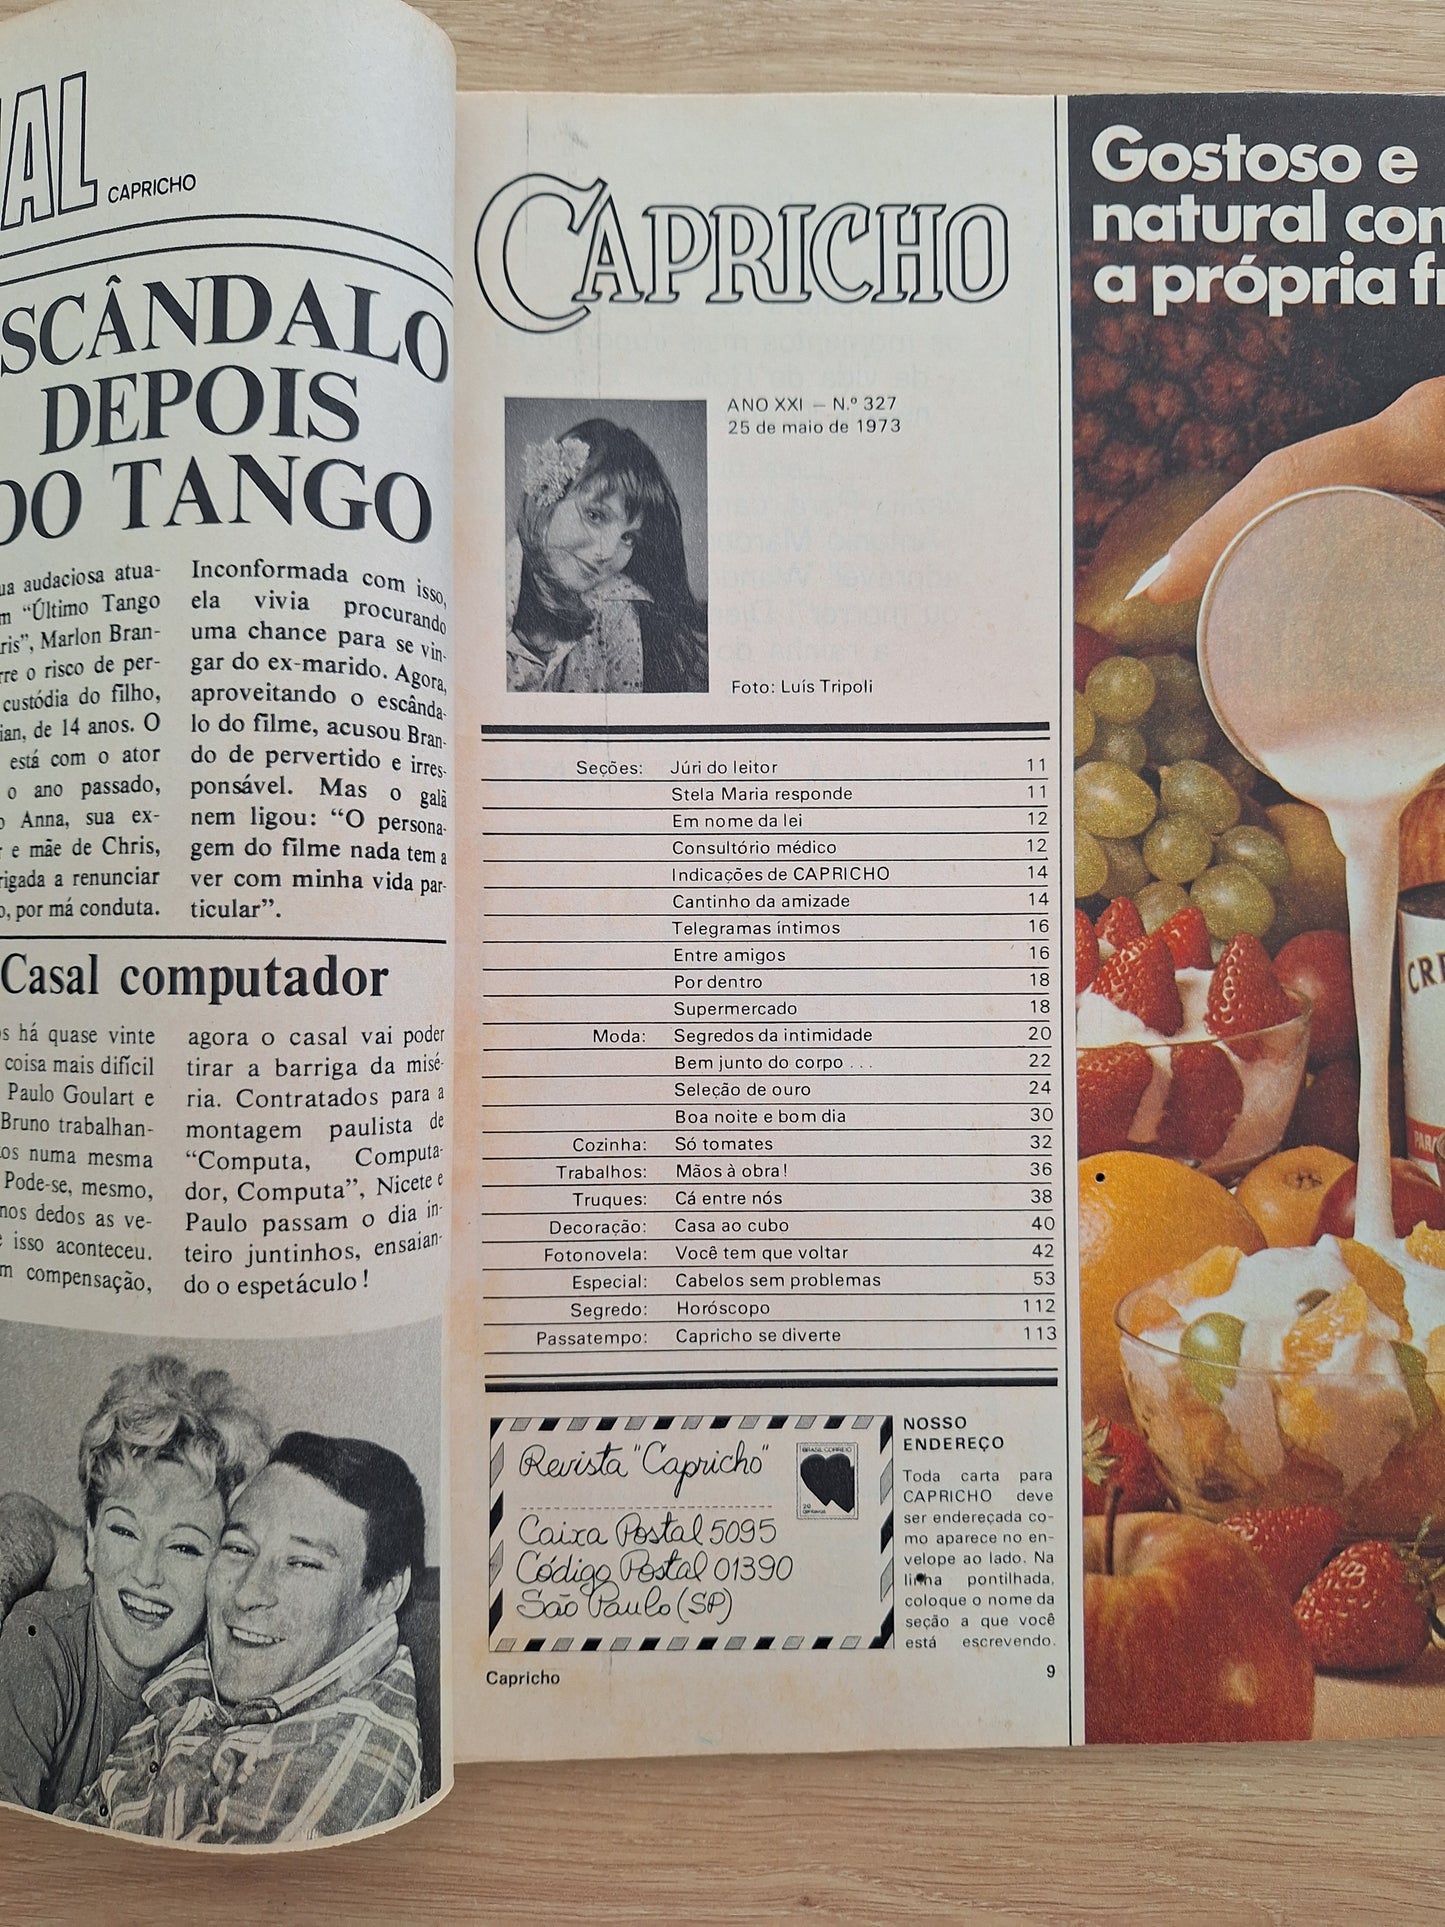 CAPRICHO
SCÂNDALO
DEPOIS
DO TANGO
audaciosa atua-
“Último Tango
Marlon Bran-
o risco de per-
custódia do filho,
de 14 anos. O
está com o ator
o ano passado,
Anna, sua ex-
e mãe de Chris,
a renunciar
por má conduta.
Inconformada com isso,
ela vivia procurando
uma chance para se vin-
gar do ex-marido. Agora,
aproveitando o escânda-
lo do filme, acusou Bran-
do de pervertido e irres-
ponsável. Mas o galã
nem ligou: “O persona-
gem do filme nada tem a
ver com minha vida par-
ticular”.
Casal computador
há quase vinte
coisa mais difícil
Paulo Goulart e
Bruno trabalhan-
numa mesma
Pode-se, mesmo,
dedos as ve-
isso aconteceu.
compensação,
agora o casal vai poder
tirar a barriga da misé-
ria. Contratados para a
montagem paulista de
“Computa, Computa-
dor, Computa”, Nicete e
Paulo passam o dia in-
teiro juntinhos, ensaian-
do o espetáculo!
CAPRICHO
ANO XXI — N.º 327
25 de maio de 1973
Foto: Luís Tripoli
Seções: Júri do leitor 11
Stela Maria responde 11
Em nome da lei 12
Consultório médico 12
Indicações de CAPRICHO 14
Cantinho da amizade 14
Telegramas íntimos 16
Entre amigos 16
Por dentro 18
Supermercado 18
Moda: Segredos da intimidade 20
Bem junto do corpo ... 22
Seleção de ouro 24
Boa noite e bom dia 30
Cozinha: Só tomates 32
Trabalhos: Mãos à obra! 36
Truques: Cá entre nós 38
Decoração: Casa ao cubo 40
Fotonovela: Você tem que voltar 42
Especial: Cabelos sem problemas 53
Segredo: Horóscopo 112
Passatempo: Capricho se diverte 113
Revista "Capricho"
BRASIL CORREIO
20
Caixa Postal 5095
Código Postal 01390
São Paulo (SP)
NOSSO
ENDEREÇO
Toda carta para
CAPRICHO deve
ser endereçada co-
mo aparece no en-
velope ao lado. Na
linha pontilhada,
coloque o nome da
seção a que você
está escrevendo.
Capricho 9
Gostoso e
natural
a própria